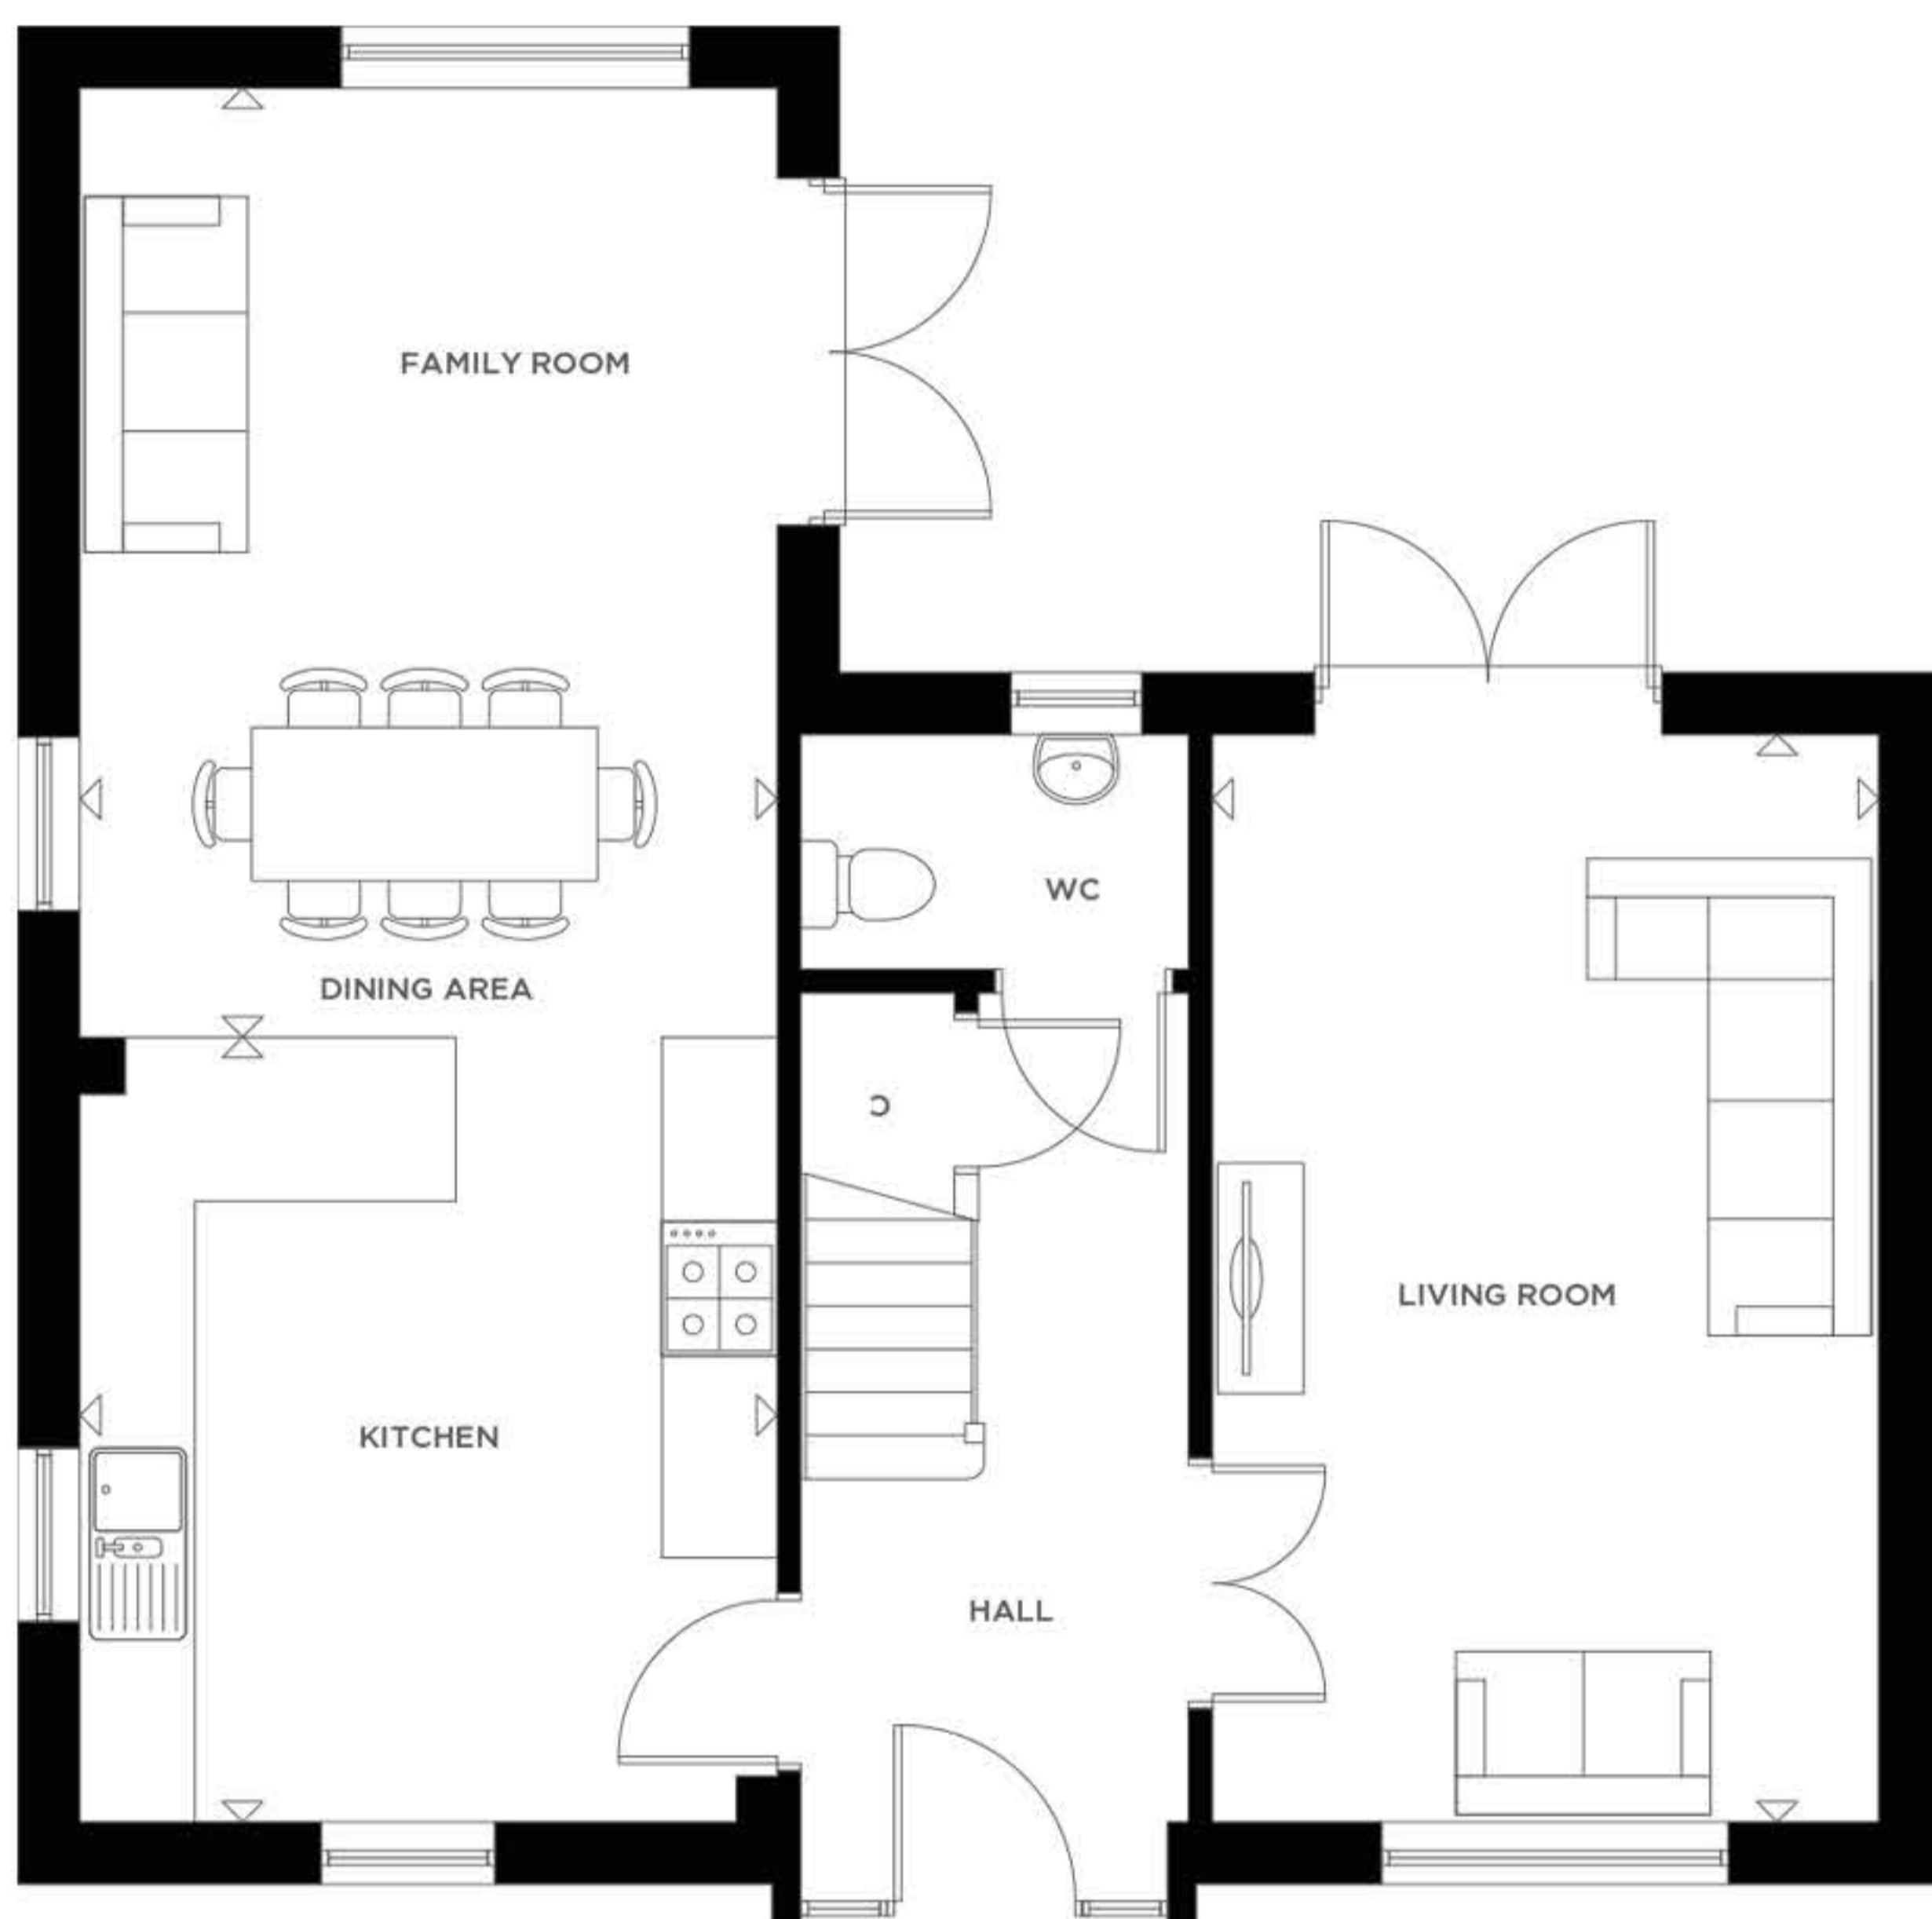 FAMILY ROOM
WC
DINING AREA
C
LIVING ROOM
KITCHEN
HALL